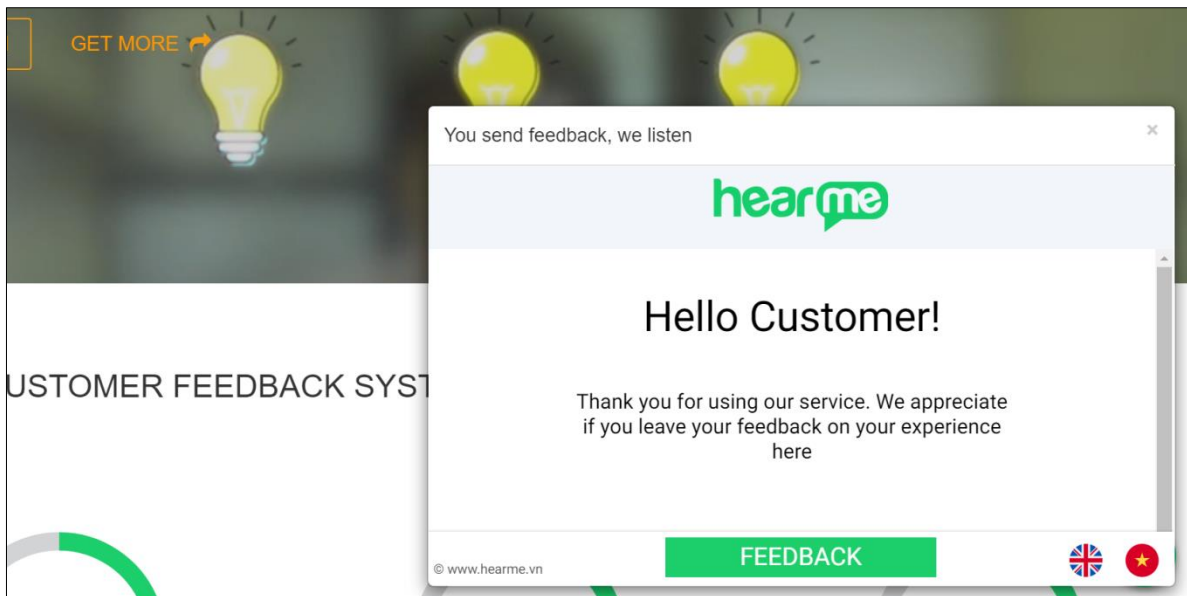 GET MORE
You send feedback, we listen
×
hearme
Hello Customer!
USTOMER FEEDBACK SYST
Thank you for using our service. We appreciate
if you leave your feedback on your experience
here
© www.hearme.vn
FEEDBACK